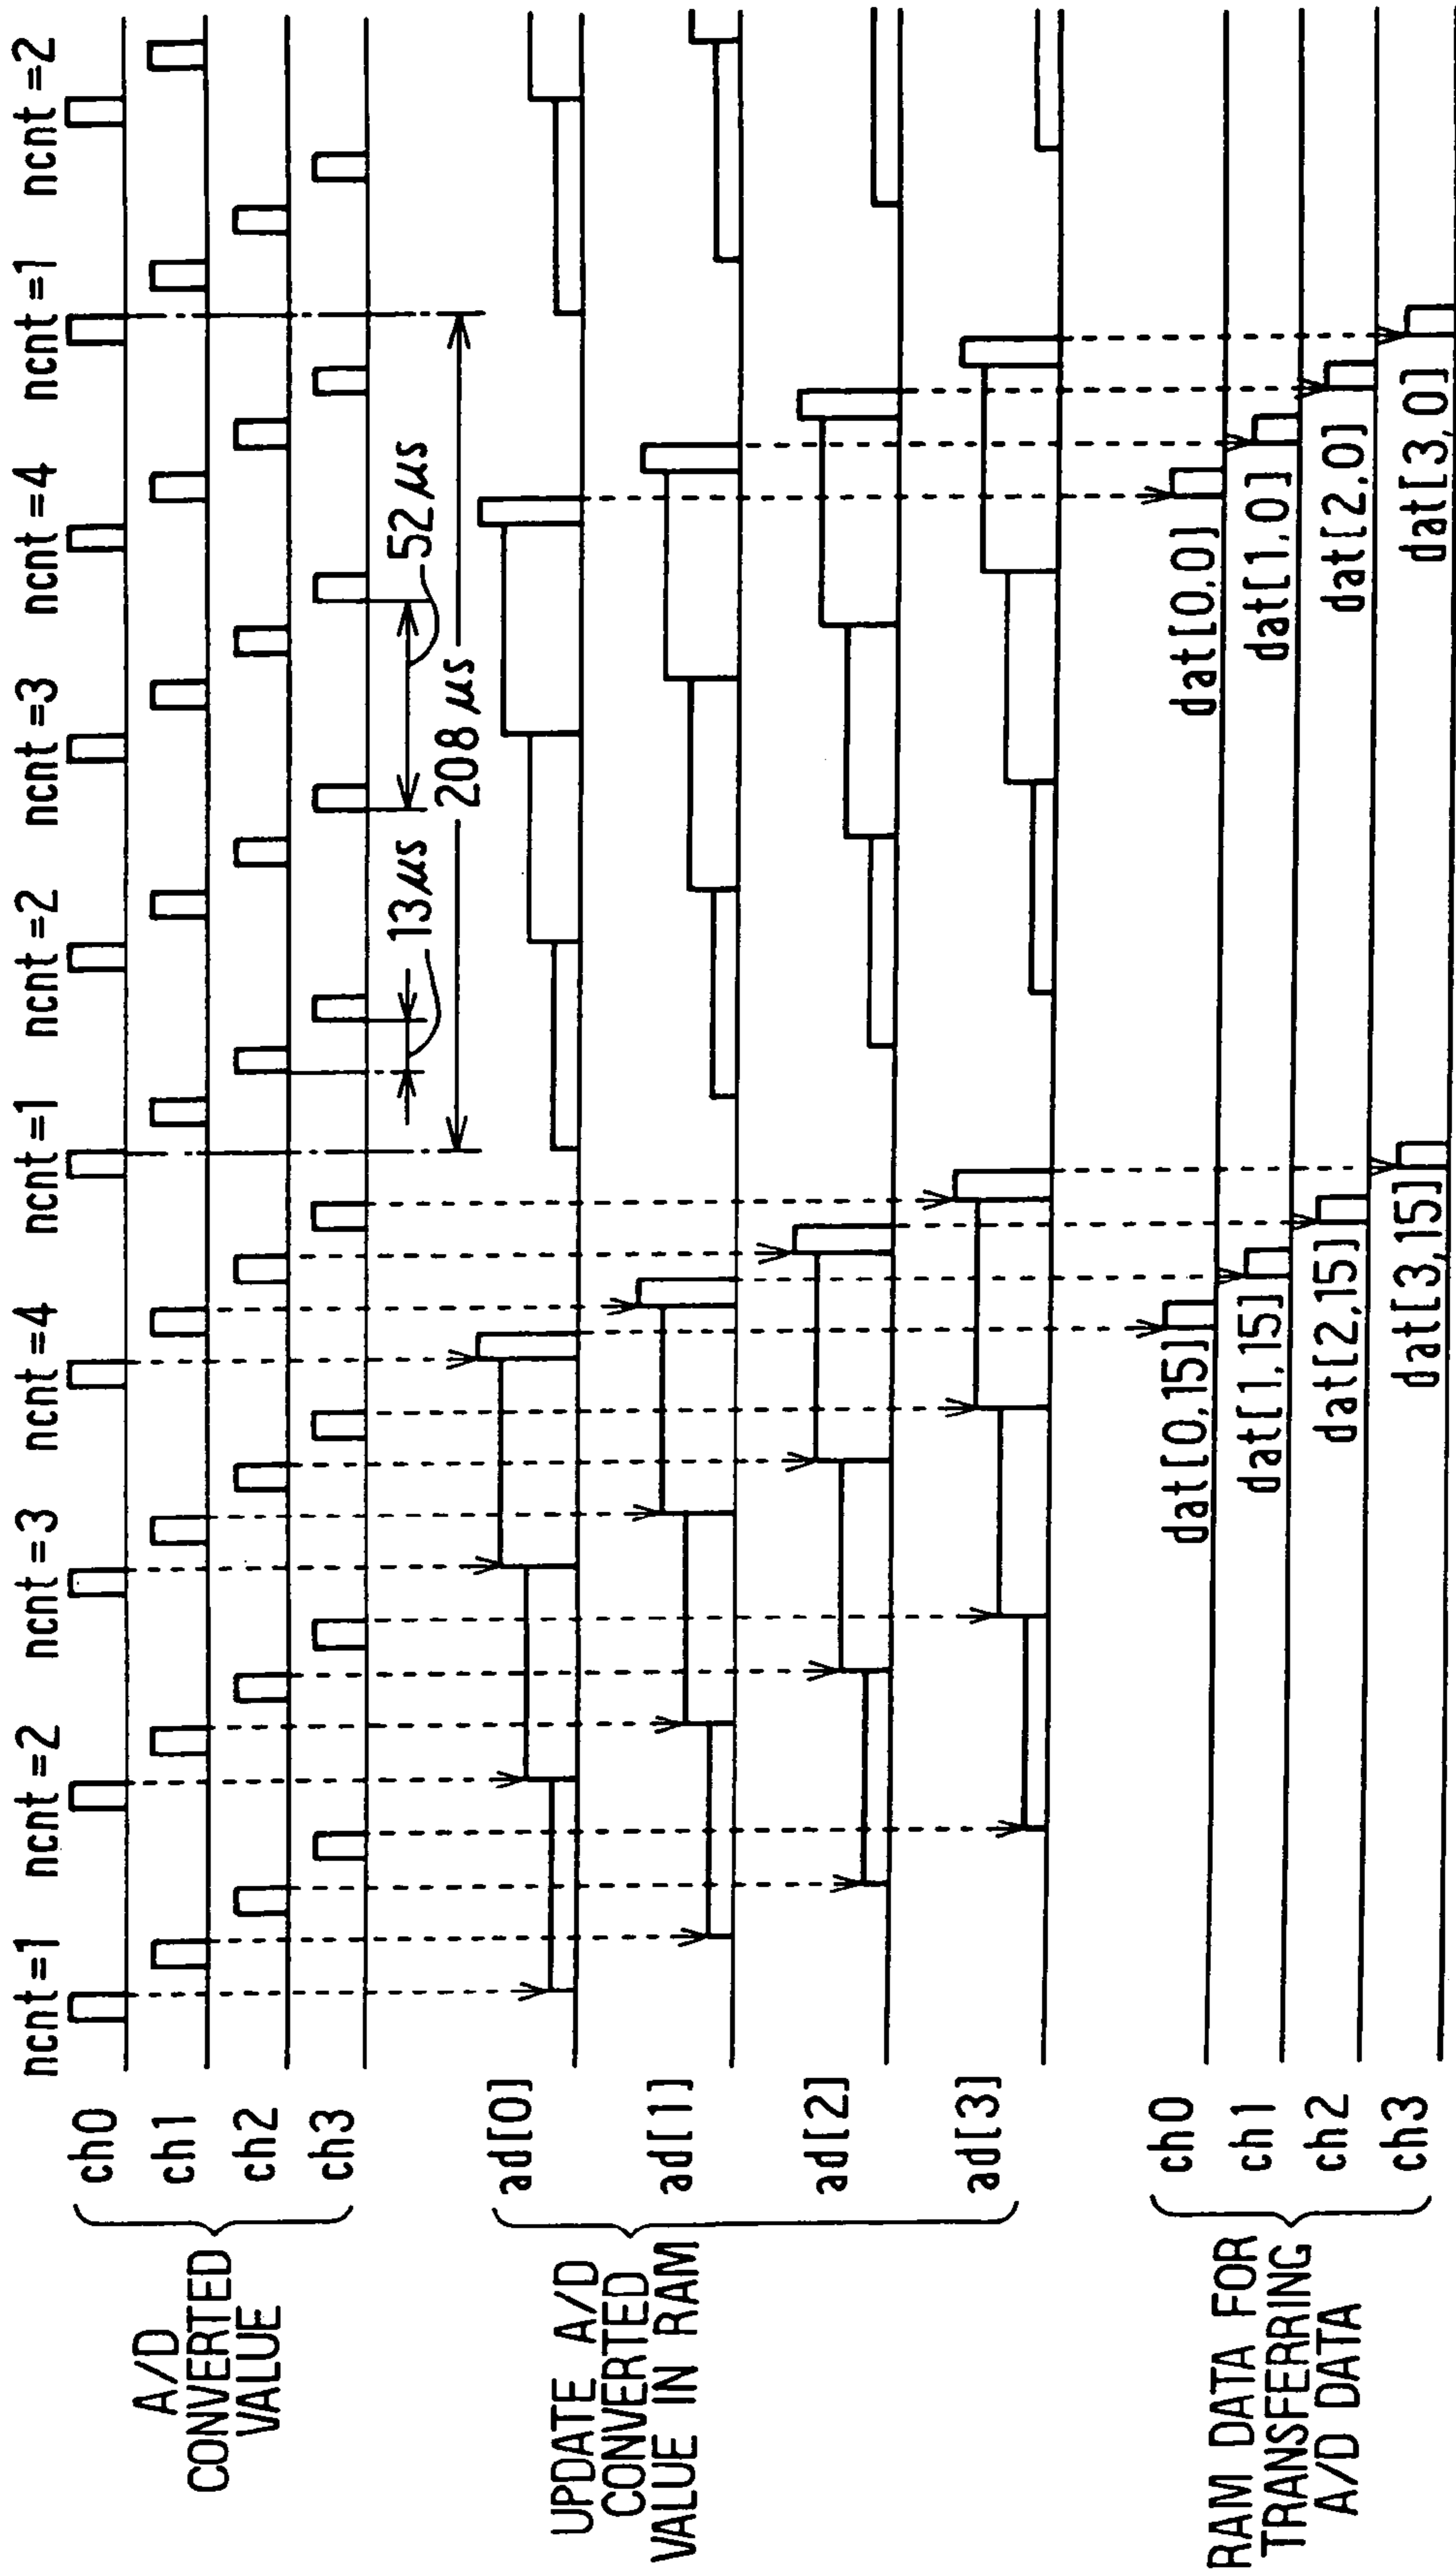 ncnt=1 ncnt=2 ncnt=3 ncnt=4 ncnt=1 ncnt=2 ncnt=3 ncnt=4 ncnt=1 ncnt=2
A/D
CONVERTED
VALUE
ch0
ch1
ch2
ch3
13µs
52µs
208µs
UPDATE A/D
CONVERTED
VALUE IN RAM
ad[0]
ad[1]
ad[2]
ad[3]
RAM DATA FOR
TRANSFERRING
A/D DATA
ch0
ch1
ch2
ch3
dat[0,15]
dat[1,15]
dat[2,15]
dat[3,15]
dat[0,0]
dat[1,0]
dat[2,0]
dat[3,0]